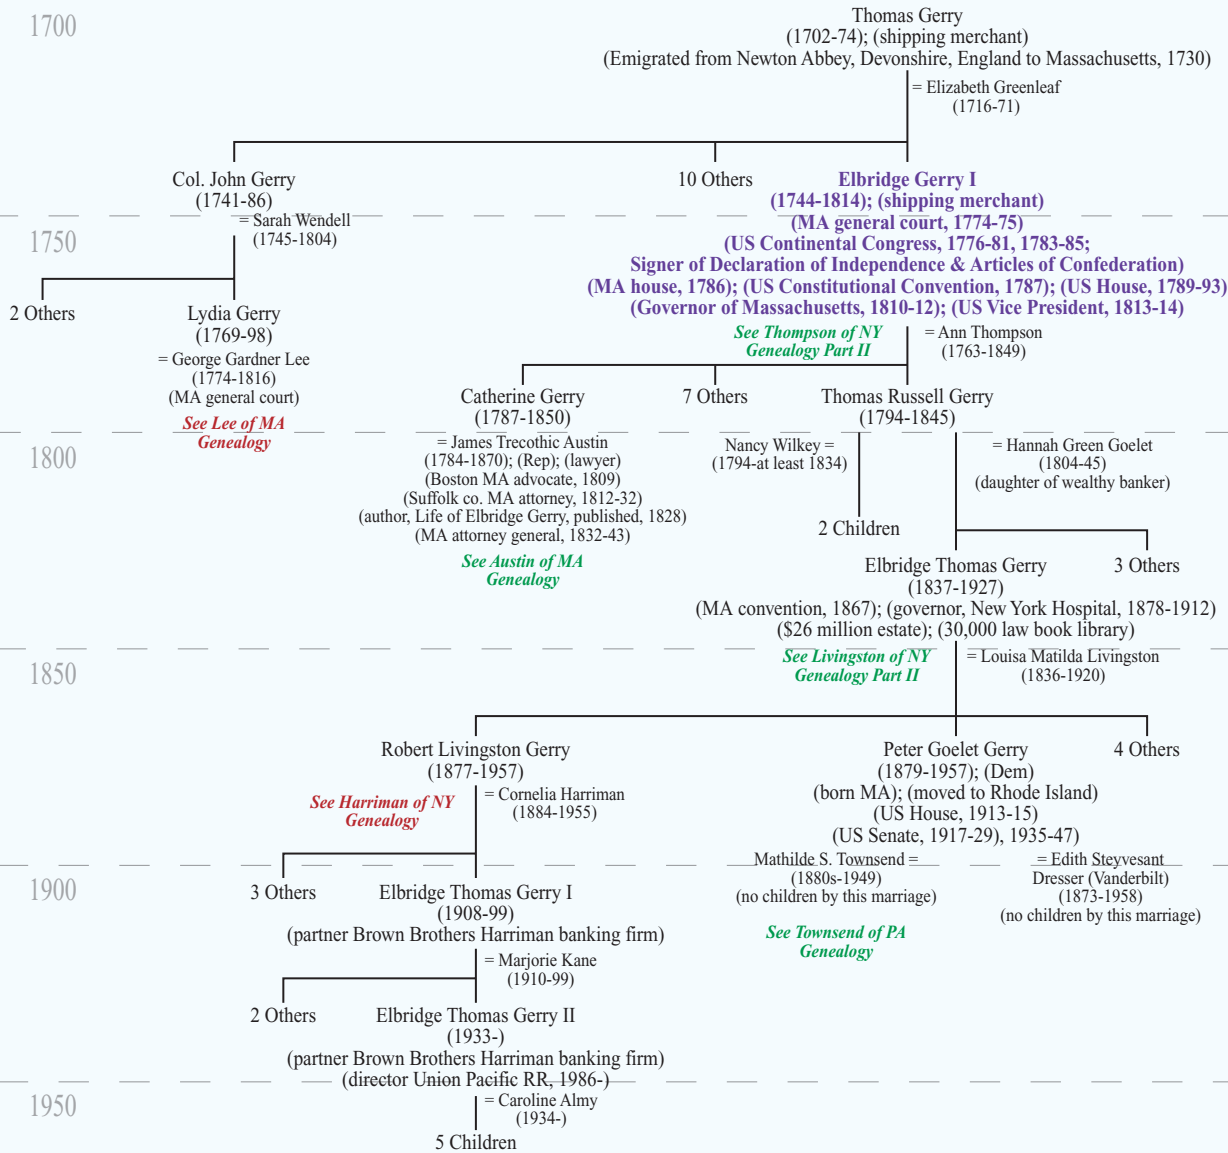 1700
Thomas Gerry
(1702-74); (shipping merchant)
(Emigrated from Newton Abbey, Devonshire, England to Massachusetts, 1730)
= Elizabeth Greenleaf
(1716-71)
Col. John Gerry
(1741-86)
= Sarah Wendell
(1745-1804)
10 Others
Elbridge Gerry I
(1744-1814); (shipping merchant)
(MA general court, 1774-75)
(US Continental Congress, 1776-81, 1783-85;
Signer of Declaration of Independence & Articles of Confederation)
(MA house, 1786); (US Constitutional Convention, 1787); (US House, 1789-93)
(Governor of Massachusetts, 1810-12); (US Vice President, 1813-14)
1750
2 Others
Lydia Gerry
(1769-98)
= George Gardner Lee
(1774-1816)
(MA general court)
See Lee of MA
Genealogy
See Thompson of NY
Genealogy Part II
= Ann Thompson
(1763-1849)
Catherine Gerry
(1787-1850)
= James Trecothic Austin
(1784-1870); (Rep); (lawyer)
(Boston MA advocate, 1809)
(Suffolk co. MA attorney, 1812-32)
(author, Life of Elbridge Gerry, published, 1828)
(MA attorney general, 1832-43)
See Austin of MA
Genealogy
7 Others
Thomas Russell Gerry
(1794-1845)
1800
Nancy Wilkey =
(1794-at least 1834)
2 Children
= Hannah Green Goelet
(1804-45)
(daughter of wealthy banker)
Elbridge Thomas Gerry
(1837-1927)
(MA convention, 1867); (governor, New York Hospital, 1878-1912)
($26 million estate); (30,000 law book library)
3 Others
1850
See Livingston of NY
Genealogy Part II
= Louisa Matilda Livingston
(1836-1920)
Robert Livingston Gerry
(1877-1957)
See Harriman of NY
Genealogy
= Cornelia Harriman
(1884-1955)
Peter Goelet Gerry
(1879-1957); (Dem)
(born MA); (moved to Rhode Island)
(US House, 1913-15)
(US Senate, 1917-29), 1935-47)
4 Others
Mathilde S. Townsend =
(1880s-1949)
(no children by this marriage)
See Townsend of PA
Genealogy
= Edith Steyvesant
Dresser (Vanderbilt)
(1873-1958)
(no children by this marriage)
1900
3 Others
Elbridge Thomas Gerry I
(1908-99)
(partner Brown Brothers Harriman banking firm)
= Marjorie Kane
(1910-99)
2 Others
Elbridge Thomas Gerry II
(1933-)
(partner Brown Brothers Harriman banking firm)
(director Union Pacific RR, 1986-)
1950
= Caroline Almy
(1934-)
5 Children